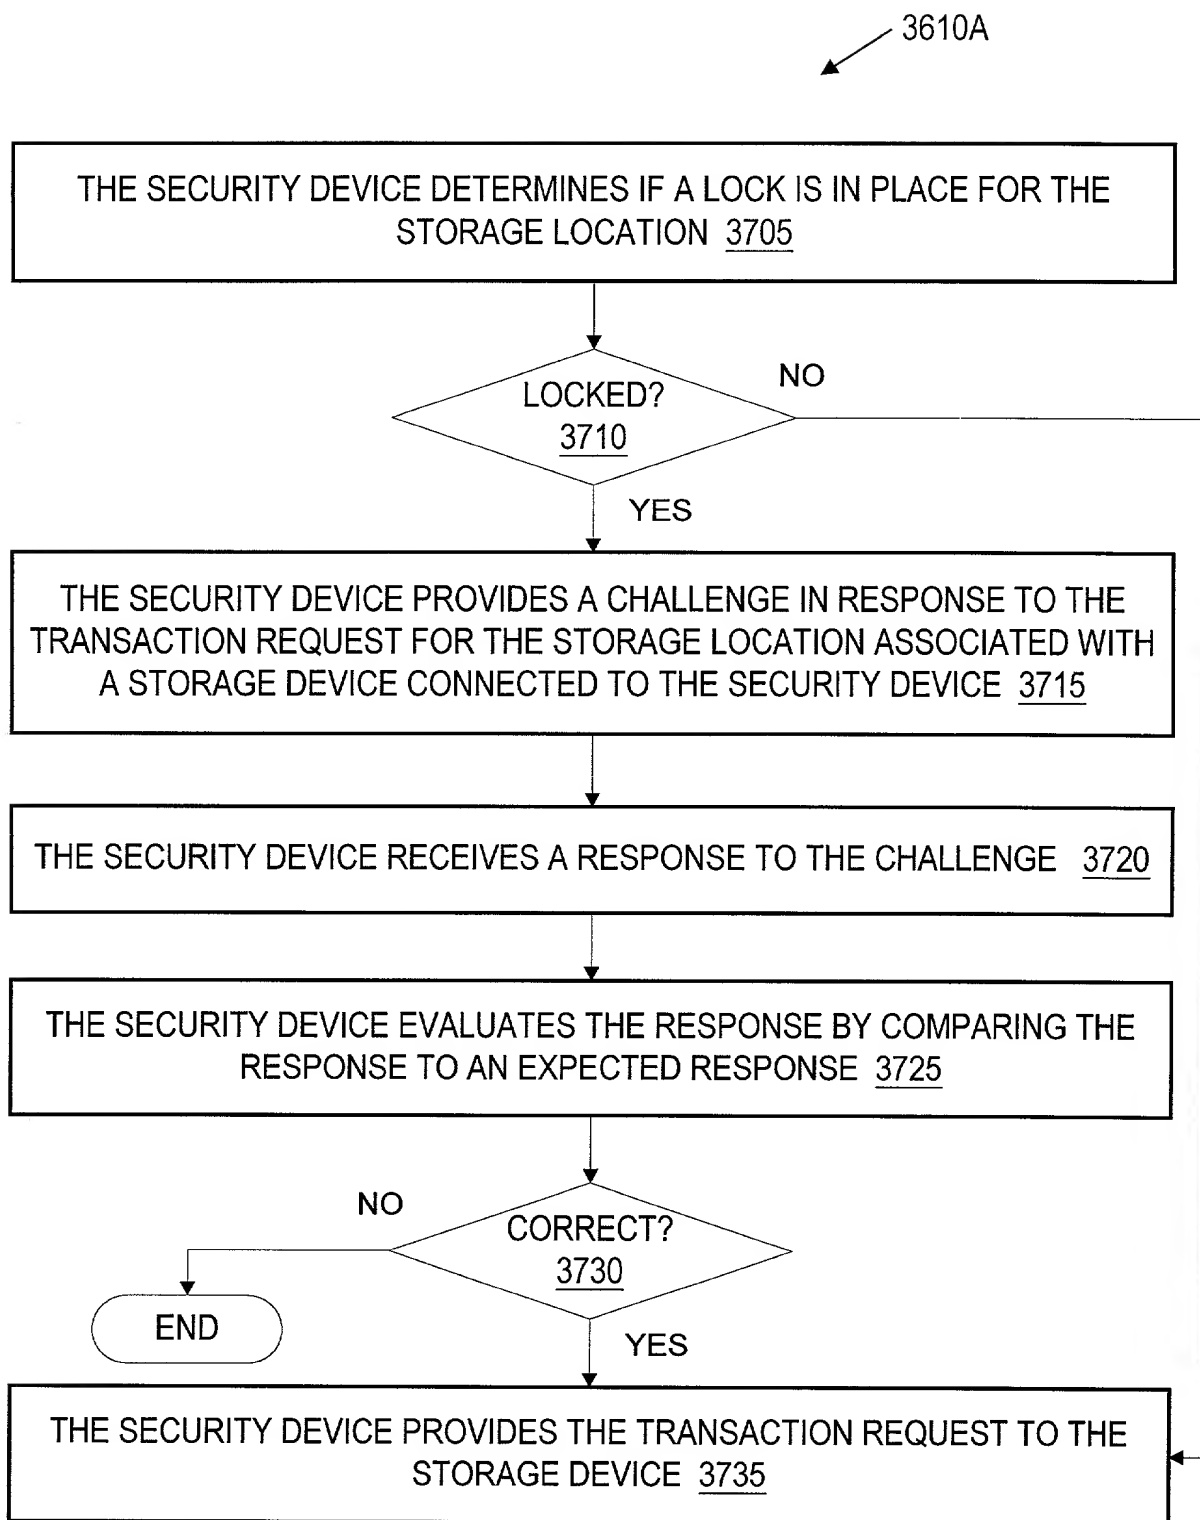 3610A
THE SECURITY DEVICE DETERMINES IF A LOCK IS IN PLACE FOR THE
STORAGE LOCATION 3705
LOCKED?
3710
NO
YES
THE SECURITY DEVICE PROVIDES A CHALLENGE IN RESPONSE TO THE
TRANSACTION REQUEST FOR THE STORAGE LOCATION ASSOCIATED WITH
A STORAGE DEVICE CONNECTED TO THE SECURITY DEVICE 3715
THE SECURITY DEVICE RECEIVES A RESPONSE TO THE CHALLENGE 3720
THE SECURITY DEVICE EVALUATES THE RESPONSE BY COMPARING THE
RESPONSE TO AN EXPECTED RESPONSE 3725
NO
CORRECT?
3730
END
YES
THE SECURITY DEVICE PROVIDES THE TRANSACTION REQUEST TO THE
STORAGE DEVICE 3735